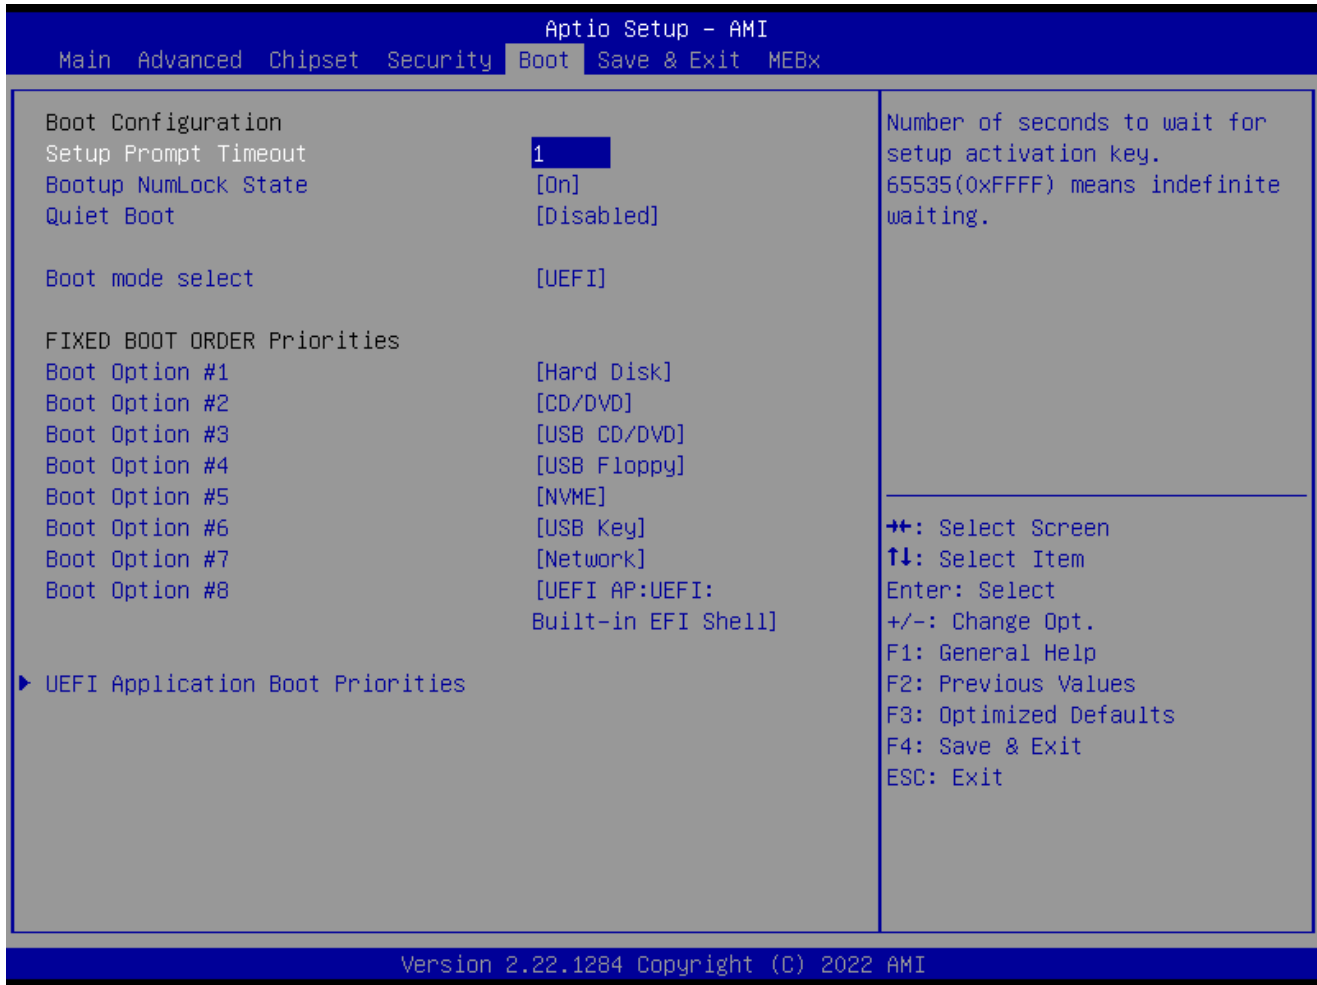 Aptio Setup – AMI
Main Advanced Chipset Security Boot Save & Exit MEBx
Boot Configuration
Setup Prompt Timeout 1
Bootup NumLock State [On]
Quiet Boot [Disabled]
Boot mode select [UEFI]
FIXED BOOT ORDER Priorities
Boot Option #1 [Hard Disk]
Boot Option #2 [CD/DVD]
Boot Option #3 [USB CD/DVD]
Boot Option #4 [USB Floppy]
Boot Option #5 [NVME]
Boot Option #6 [USB Key]
Boot Option #7 [Network]
Boot Option #8 [UEFI AP:UEFI:
Built-in EFI Shell]
▶ UEFI Application Boot Priorities
Number of seconds to wait for
setup activation key.
65535(0xFFFF) means indefinite
waiting.
→←: Select Screen
↑↓: Select Item
Enter: Select
+/-: Change Opt.
F1: General Help
F2: Previous Values
F3: Optimized Defaults
F4: Save & Exit
ESC: Exit
Version 2.22.1284 Copyright (C) 2022 AMI